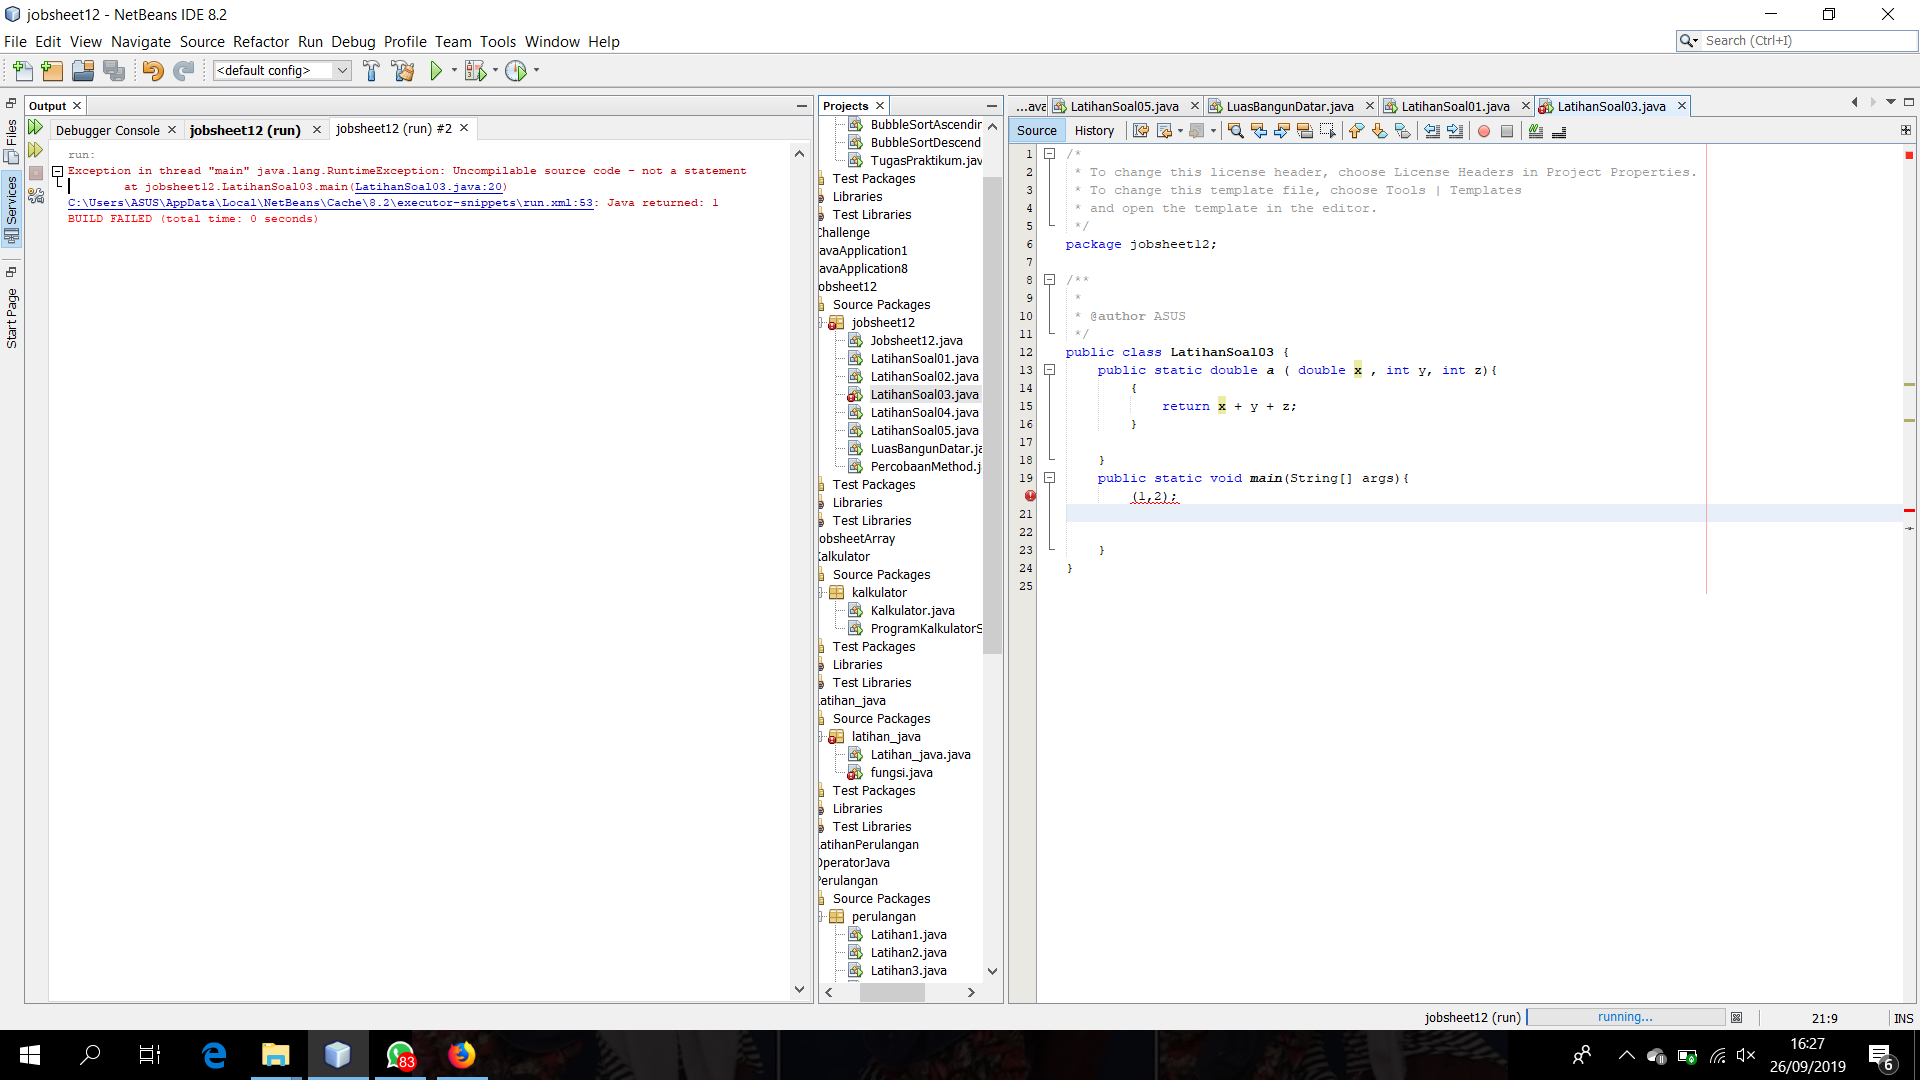 jobsheet12 - NetBeans IDE 8.2
File Edit View Navigate Source Refactor Run Debug Profile Team Tools Window Help
Search (Ctrl+I)
<default config>
Files
Services
Start Page
Output
Debugger Console
jobsheet12 (run)
jobsheet12 (run) #2
run:
Exception in thread "main" java.lang.RuntimeException: Uncompilable source code - not a statement
at jobsheet12.LatihanSoal03.main(LatihanSoal03.java:20)
C:\Users\ASUS\AppData\Local\NetBeans\Cache\8.2\executor-snippets\run.xml:53: Java returned: 1
BUILD FAILED (total time: 0 seconds)
Projects
BubbleSortAscendin
BubbleSortDescend
TugasPraktikum.jav
Test Packages
Libraries
Test Libraries
Challenge
avaApplication1
avaApplication8
obsheet12
Source Packages
jobsheet12
Jobsheet12.java
LatihanSoal01.java
LatihanSoal02.java
LatihanSoal03.java
LatihanSoal04.java
LatihanSoal05.java
LuasBangunDatar.ja
PercobaanMethod.j
Test Packages
Libraries
Test Libraries
obsheetArray
Kalkulator
Source Packages
kalkulator
Kalkulator.java
ProgramKalkulatorS
Test Packages
Libraries
Test Libraries
Latihan_java
Source Packages
latihan_java
Latihan_java.java
fungsi.java
Test Packages
Libraries
Test Libraries
LatihanPerulangan
OperatorJava
Perulangan
Source Packages
perulangan
Latihan1.java
Latihan2.java
Latihan3.java
...ava LatihanSoal05.java LuasBangunDatar.java LatihanSoal01.java LatihanSoal03.java
Source History
1 /*
2 * To change this license header, choose License Headers in Project Properties.
3 * To change this template file, choose Tools | Templates
4 * and open the template in the editor.
5 */
6 package jobsheet12;
7
8 /**
9 *
10 * @author ASUS
11 */
12 public class LatihanSoal03 {
13 public static double a ( double x , int y, int z){
14 {
15 return x + y + z;
16 }
17
18 }
19 public static void main(String[] args){
(1,2);
21
22
23 }
24 }
25
jobsheet12 (run) running... 21:9 INS
83
16:27
26/09/2019
6